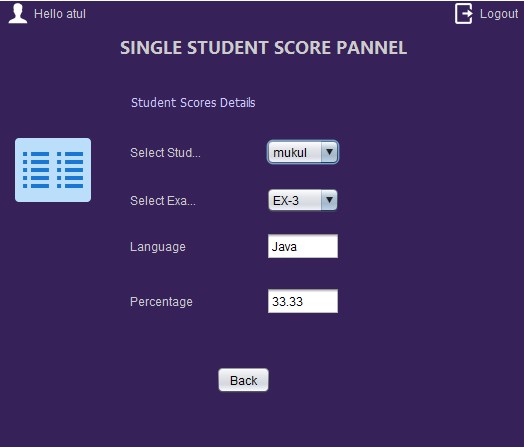 Hello atul
Logout
SINGLE STUDENT SCORE PANNEL
Student Scores Details
Select Stud... mukul
Select Exa... EX-3
Language Java
Percentage 33.33
Back